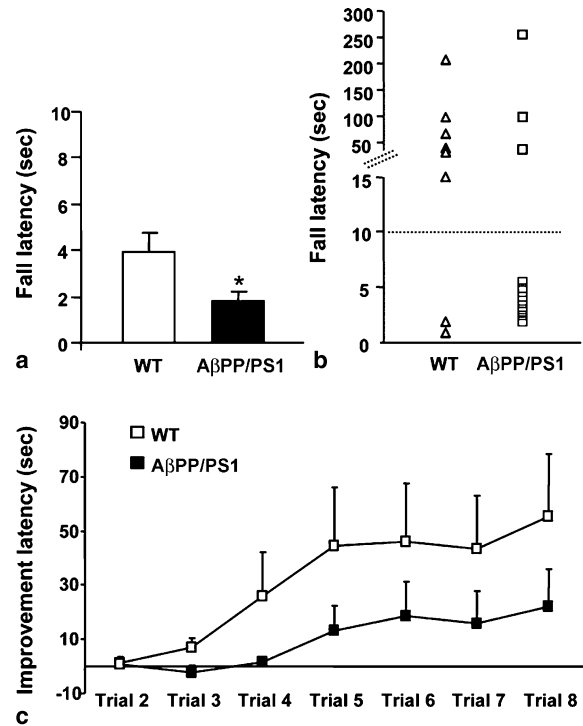 Fall latency (sec)
10
8
6
4
2
0
*
WT AβPP/PS1
a
Fall latency (sec)
300
250
200
150
100
50
15
10
5
0
WT AβPP/PS1
b
Improvement latency (sec)
90
70
50
30
10
-10
WT
AβPP/PS1
Trial 2 Trial 3 Trial 4 Trial 5 Trial 6 Trial 7 Trial 8
c